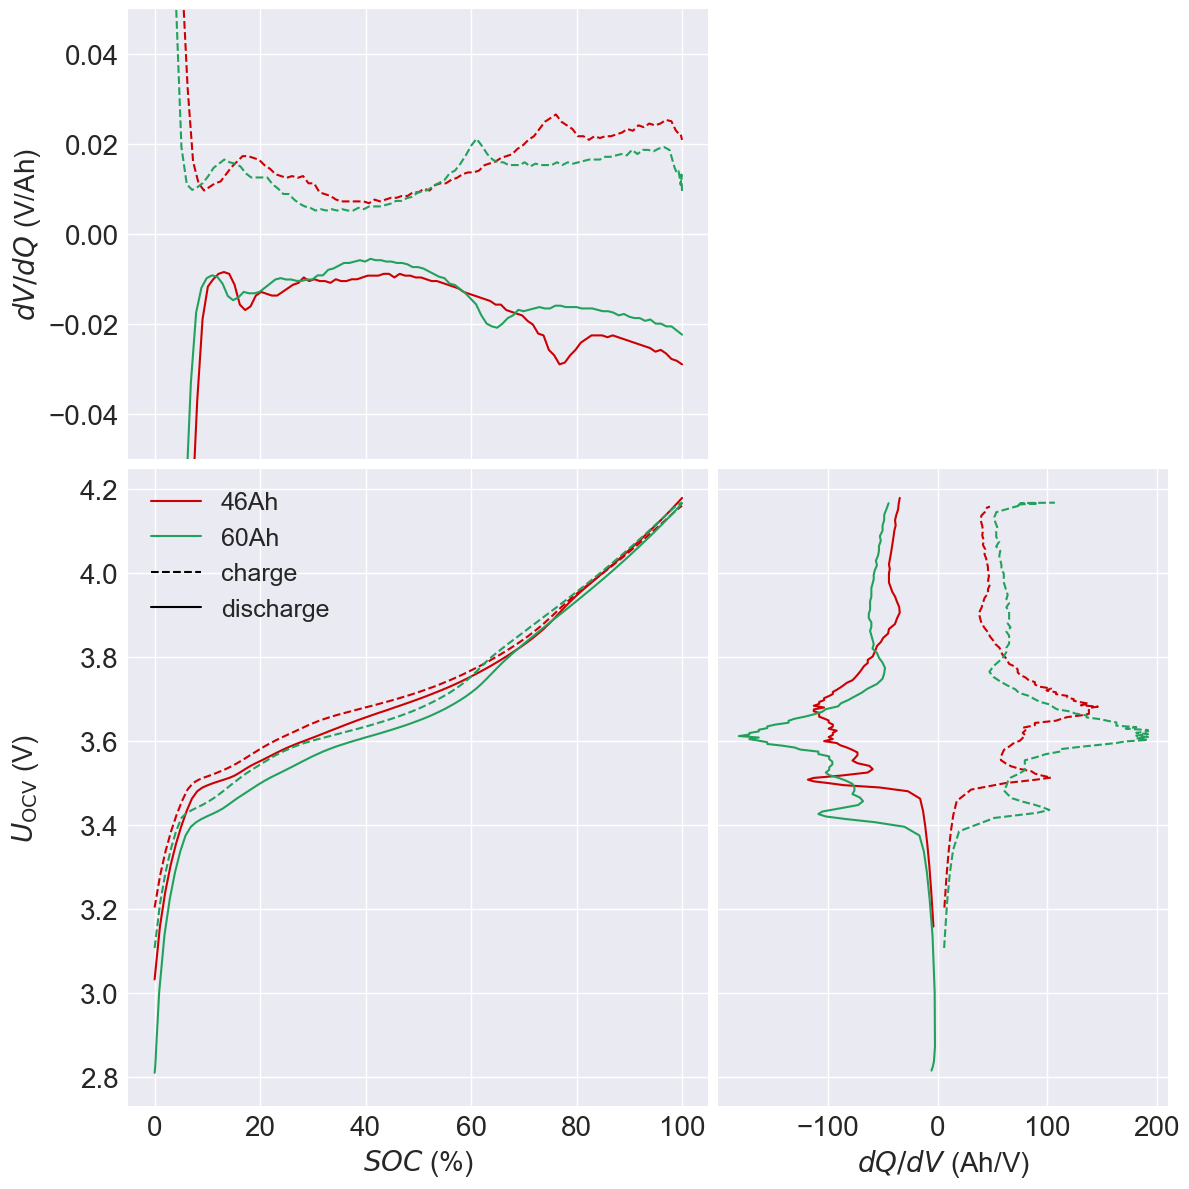 0.04
0.02
0.00
−0.02
−0.04
dV/dQ (V/Ah)
4.2
4.0
3.8
3.6
3.4
3.2
3.0
2.8
U_OCV (V)
46Ah
60Ah
charge
discharge
0 20 40 60 80 100
SOC (%)
−100 0 100 200
dQ/dV (Ah/V)